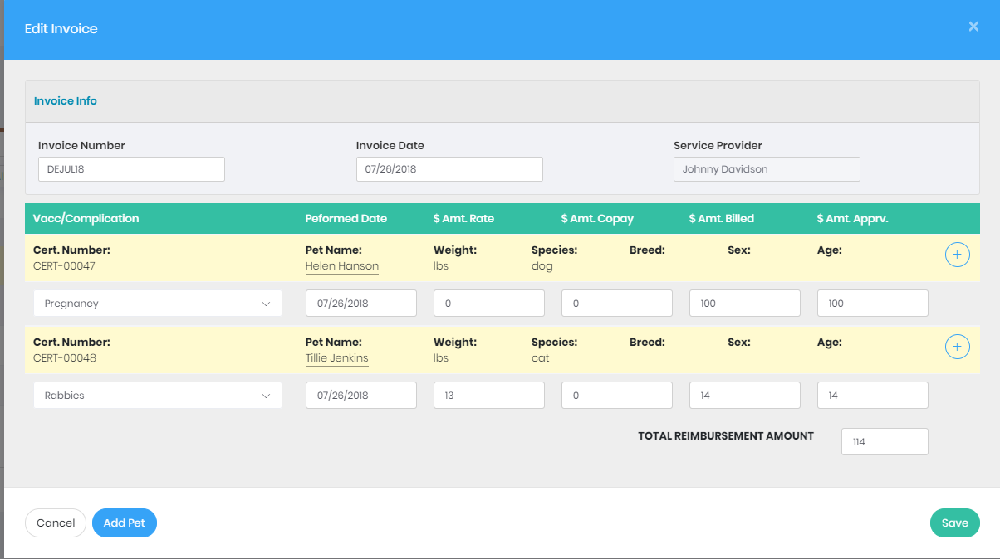 Edit Invoice ×
Invoice Info
Invoice Number Invoice Date Service Provider
DEJUL18 07/26/2018 Johnny Davidson
Vacc/Complication Peformed Date $ Amt. Rate $ Amt. Copay $ Amt. Billed $ Amt. Apprv.
Cert. Number: Pet Name: Weight: Species: Breed: Sex: Age:
CERT-00047 Helen Hanson lbs dog +
Pregnancy 07/26/2018 0 0 100 100
Cert. Number: Pet Name: Weight: Species: Breed: Sex: Age:
CERT-00048 Tillie Jenkins lbs cat +
Rabbies 07/26/2018 13 0 14 14
TOTAL REIMBURSEMENT AMOUNT 114
Cancel Add Pet Save